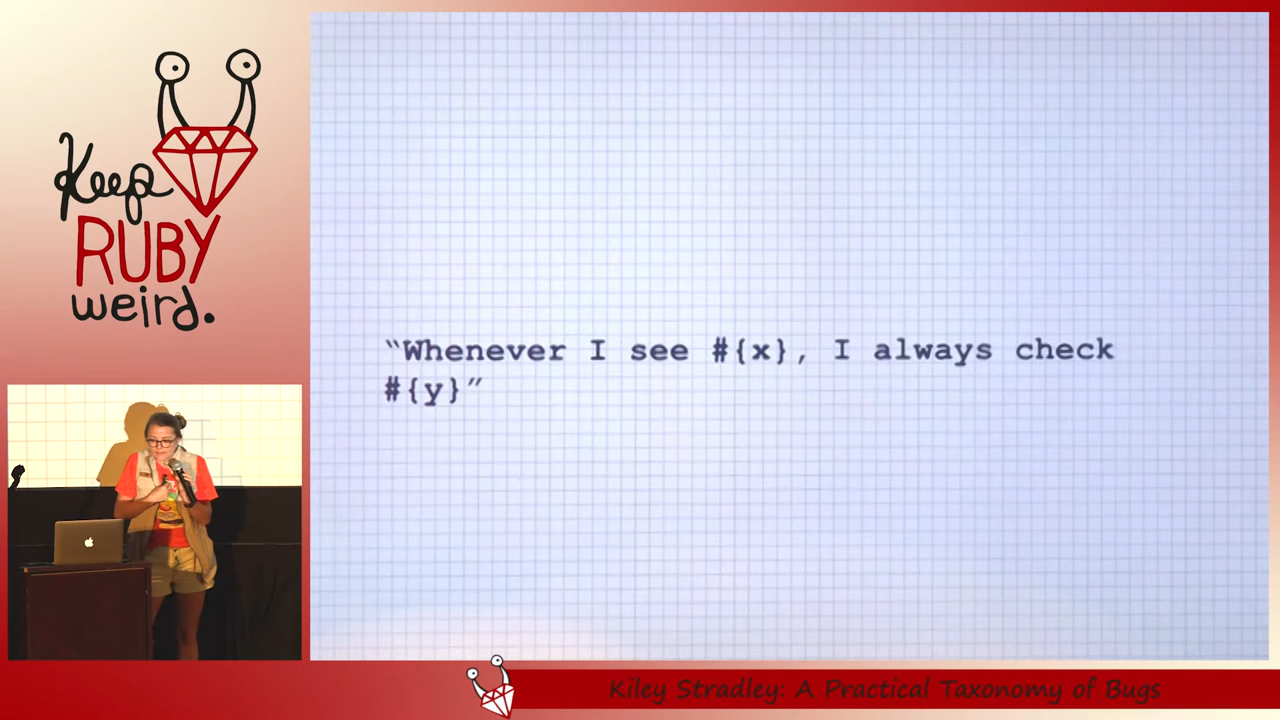 Keep
RUBY
weird.
“Whenever I see #{x}, I always check
#{y}”
Kiley Stradley: A Practical Taxonomy of Bugs